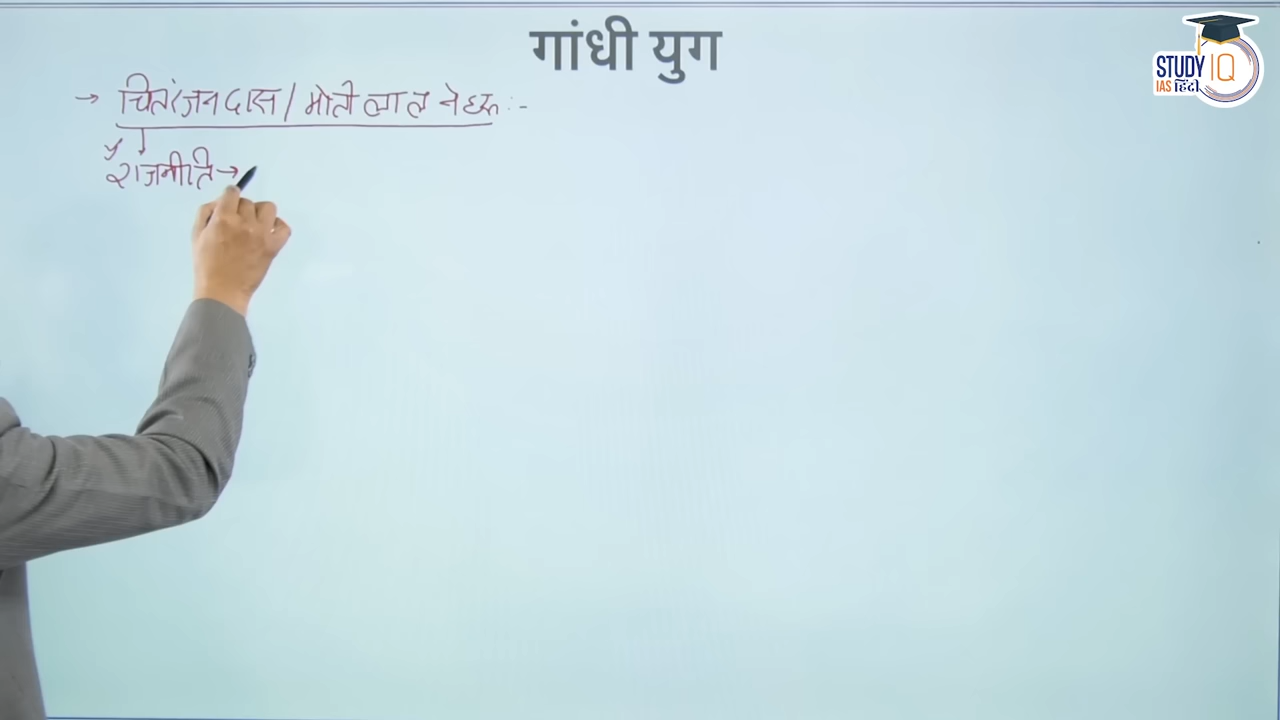 गांधी युग
STUDY IQ
IAS हिंदी
→ चितरंजन दास / मोती लाल नेहरू :-
राजनीति →